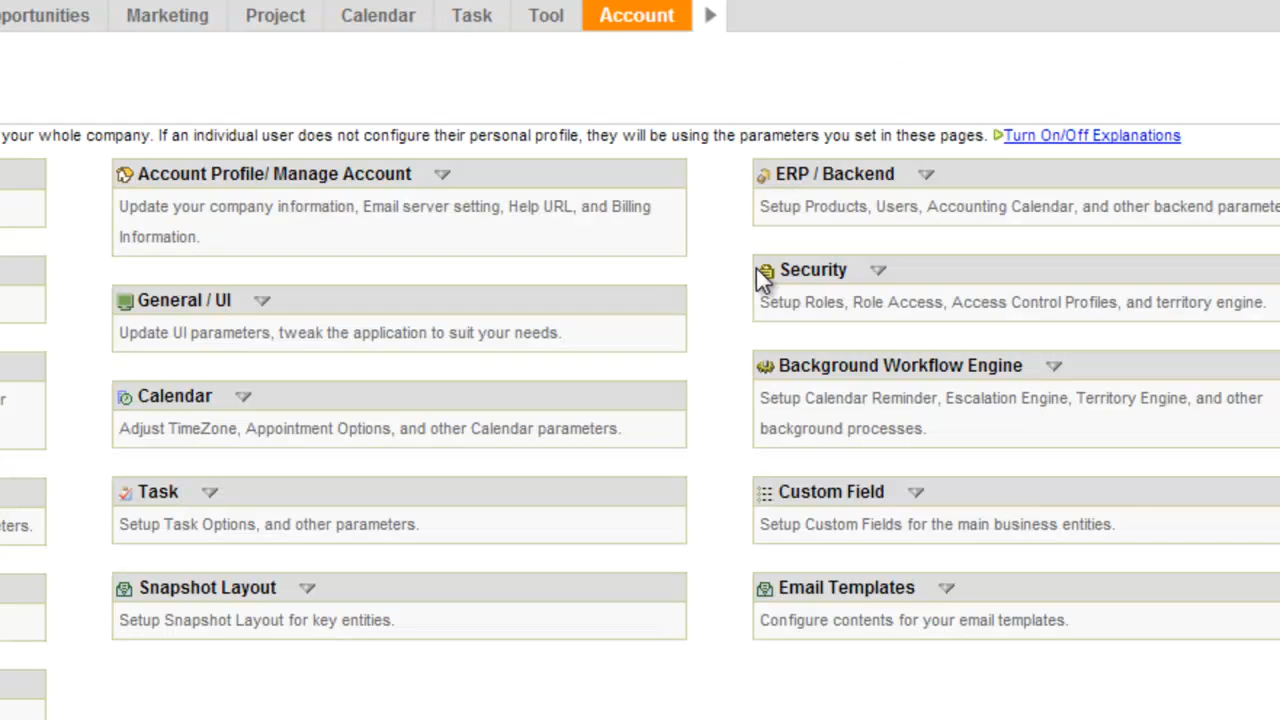 Marketing Project Calendar Task Tool Account
your whole company. If an individual user does not configure their personal profile, they will be using the parameters you set in these pages. Turn On/Off Explanations
Account Profile/ Manage Account
Update your company information, Email server setting, Help URL, and Billing
Information.
General / UI
Update UI parameters, tweak the application to suit your needs.
Calendar
Adjust TimeZone, Appointment Options, and other Calendar parameters.
Task
Setup Task Options, and other parameters.
Snapshot Layout
Setup Snapshot Layout for key entities.
ERP / Backend
Setup Products, Users, Accounting Calendar, and other backend paramete
Security
Setup Roles, Role Access, Access Control Profiles, and territory engine.
Background Workflow Engine
Setup Calendar Reminder, Escalation Engine, Territory Engine, and other
background processes.
Custom Field
Setup Custom Fields for the main business entities.
Email Templates
Configure contents for your email templates.